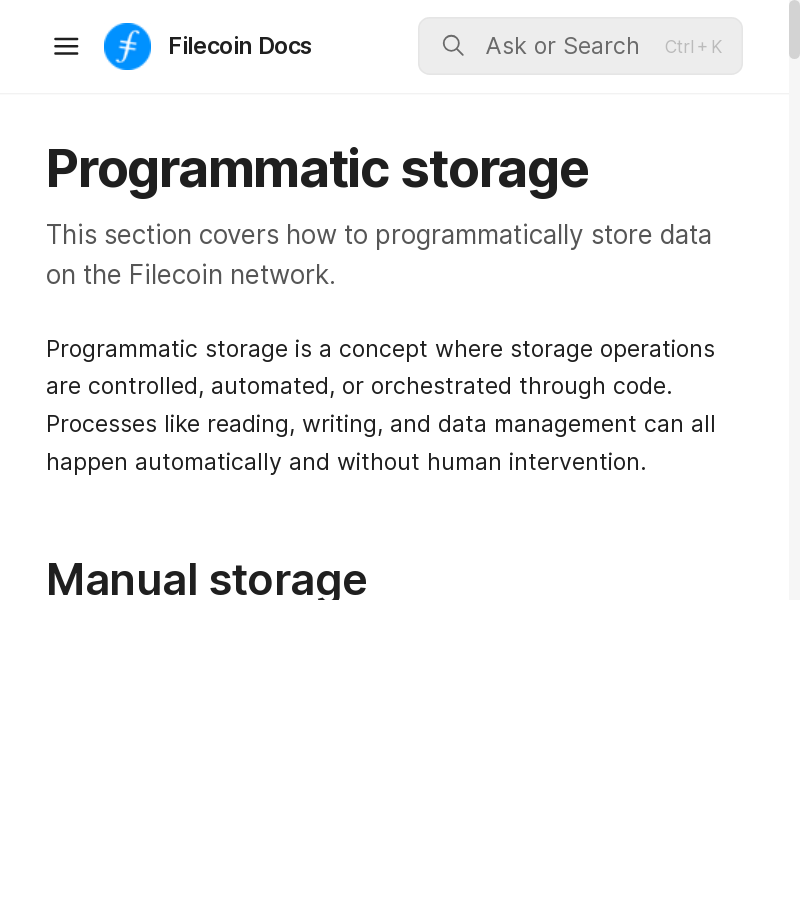 Filecoin Docs
Ask or Search
Ctrl + K
Programmatic storage
This section covers how to programmatically store data
on the Filecoin network.
Programmatic storage is a concept where storage operations
are controlled, automated, or orchestrated through code.
Processes like reading, writing, and data management can all
happen automatically and without human intervention.
Manual storage